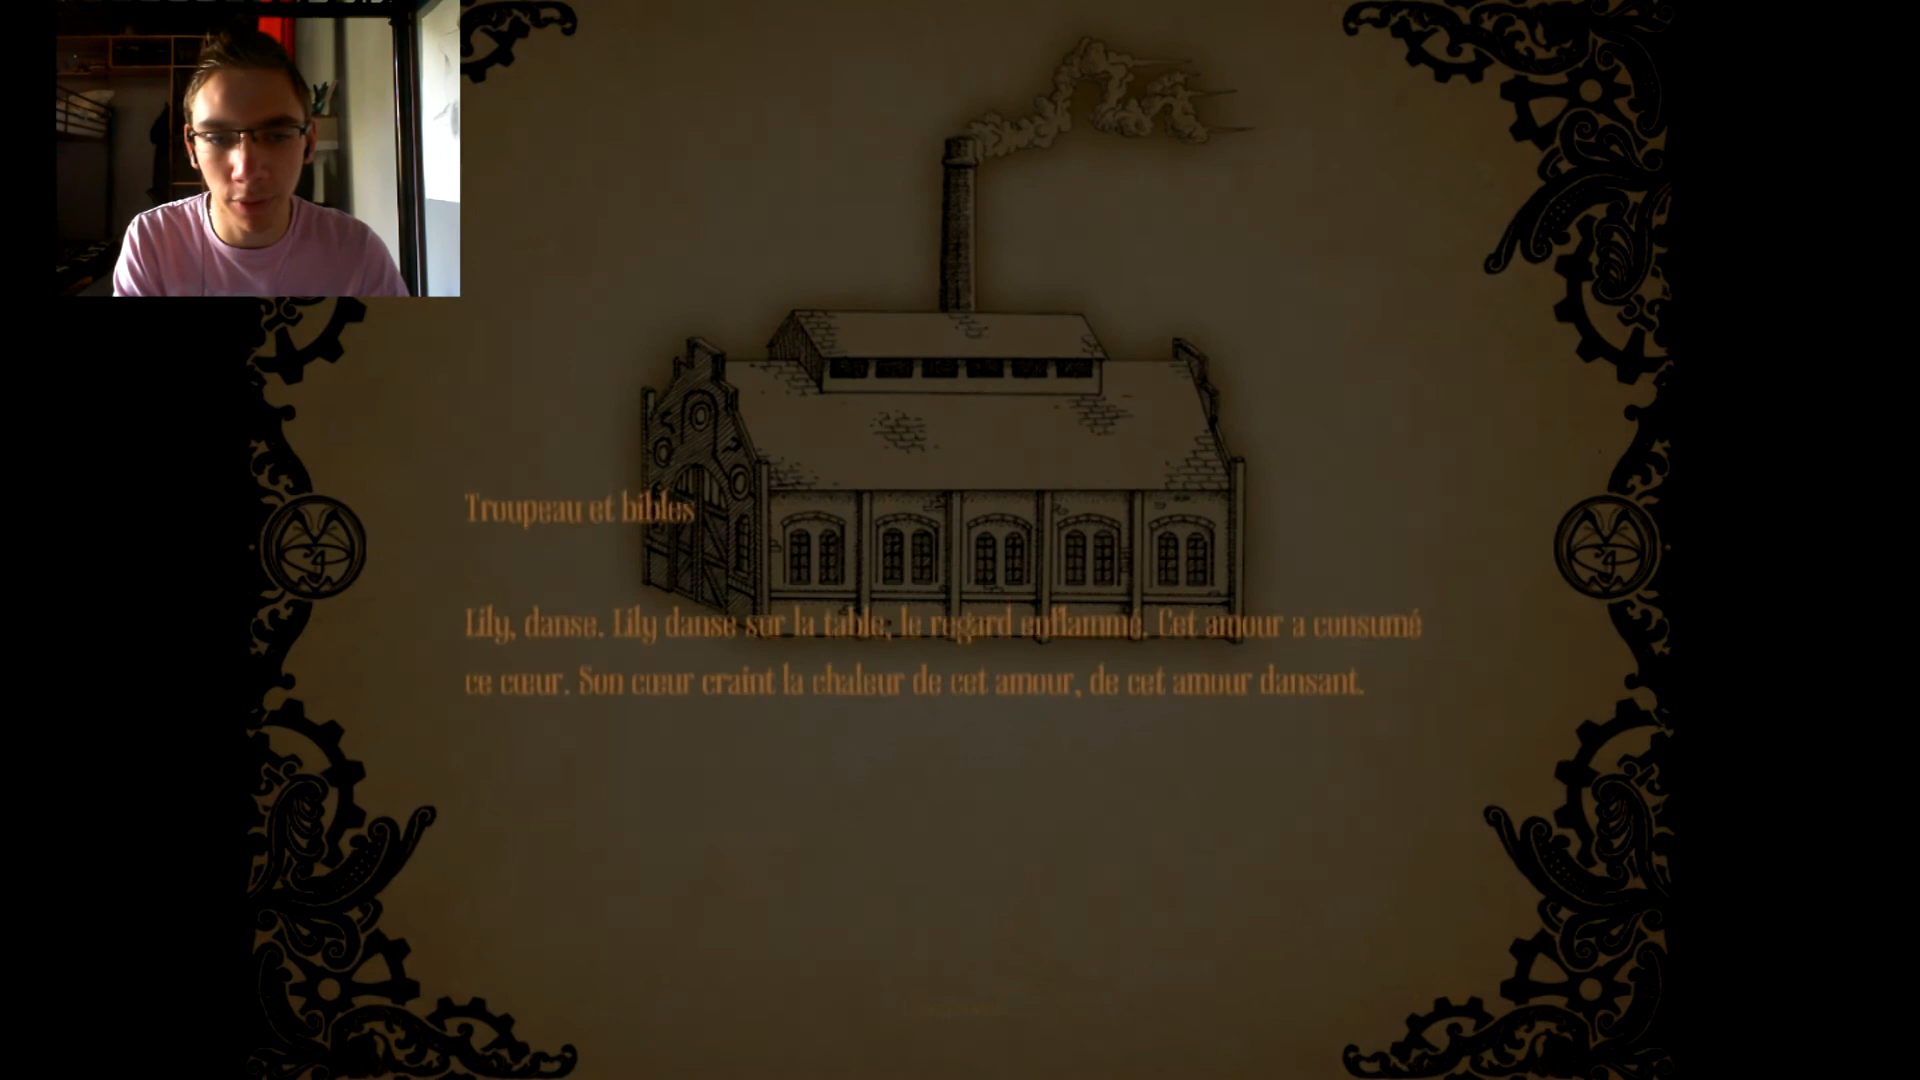 Troupeau et bibles
Lily, danse. Lily danse sur la table, le regard enflammé. Cet amour a consumé
ce cœur. Son cœur craint la chaleur de cet amour, de cet amour dansant.